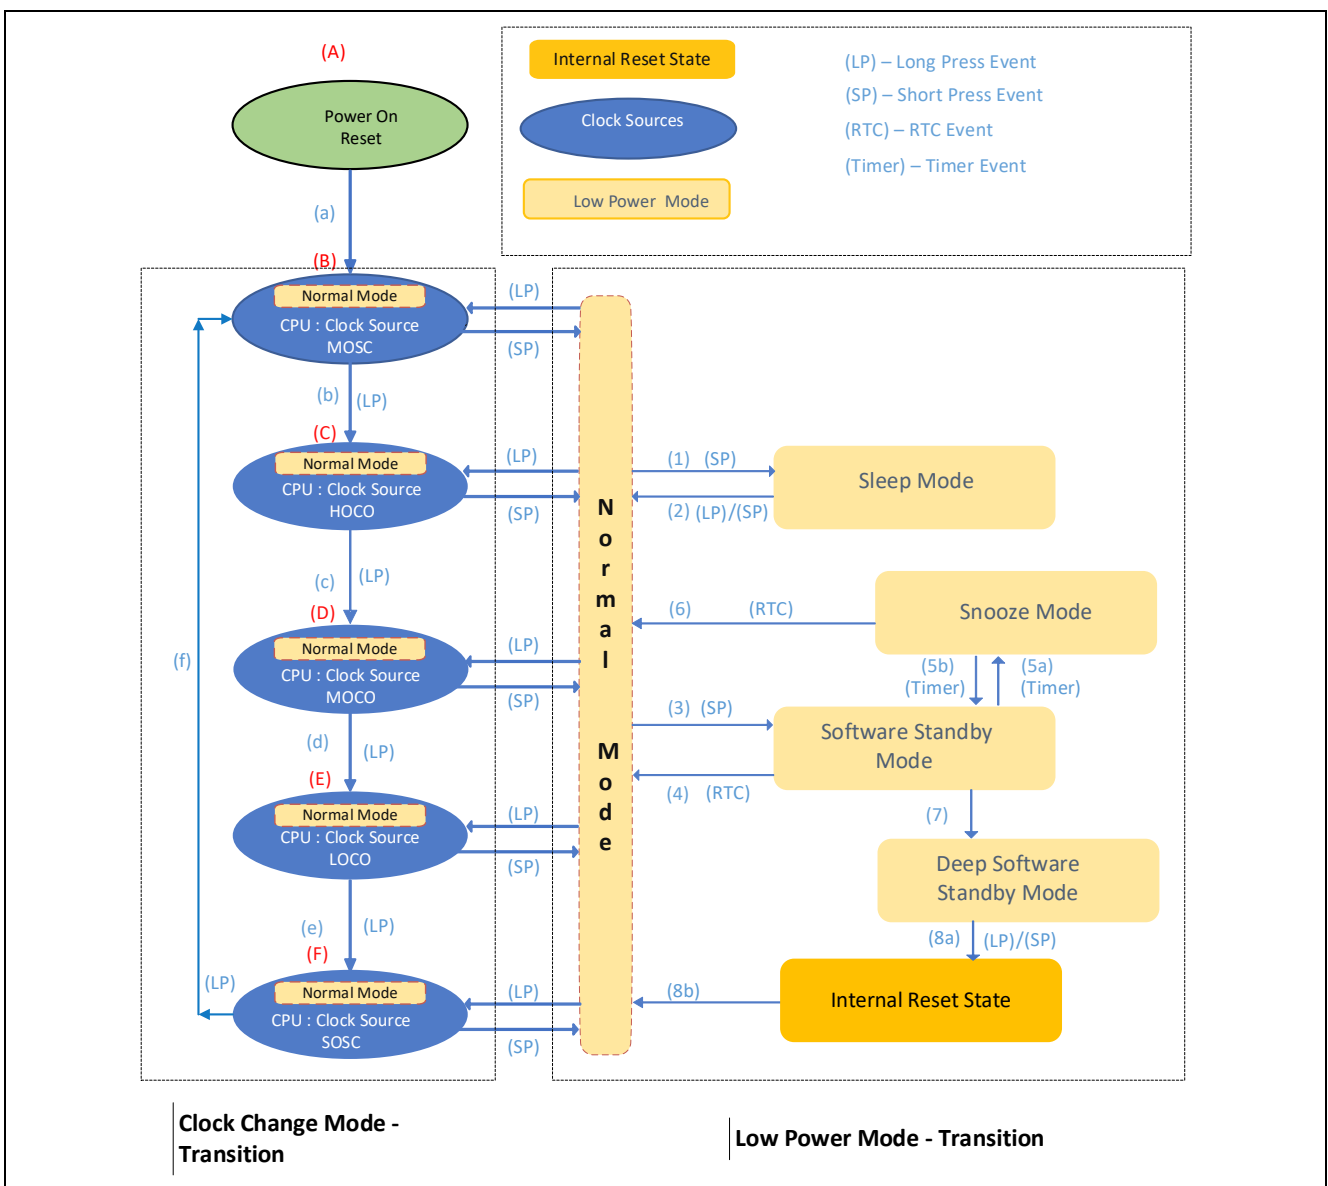 (A)
Power On
Reset
Internal Reset State
Clock Sources
Low Power Mode
(LP) – Long Press Event
(SP) – Short Press Event
(RTC) – RTC Event
(Timer) – Timer Event
(a)
(B)
Normal Mode
CPU : Clock Source
MOSC
(LP)
(SP)
(b)
(LP)
(C)
Normal Mode
CPU : Clock Source
HOCO
(LP)
(SP)
(c)
(LP)
(D)
Normal Mode
CPU : Clock Source
MOCO
(LP)
(SP)
(d)
(LP)
(E)
Normal Mode
CPU : Clock Source
LOCO
(LP)
(SP)
(e)
(LP)
(F)
Normal Mode
CPU : Clock Source
SOSC
(LP)
(SP)
(f)
(LP)
Normal Mode
(1) (SP)
(2) (LP)/(SP)
Sleep Mode
Snooze Mode
(6) (RTC)
(5b)
(Timer)
(5a)
(Timer)
(3) (SP)
(4) (RTC)
Software Standby
Mode
(7)
Deep Software
Standby Mode
(8a) (LP)/(SP)
(8b)
Internal Reset State
Clock Change Mode -
Transition
Low Power Mode - Transition